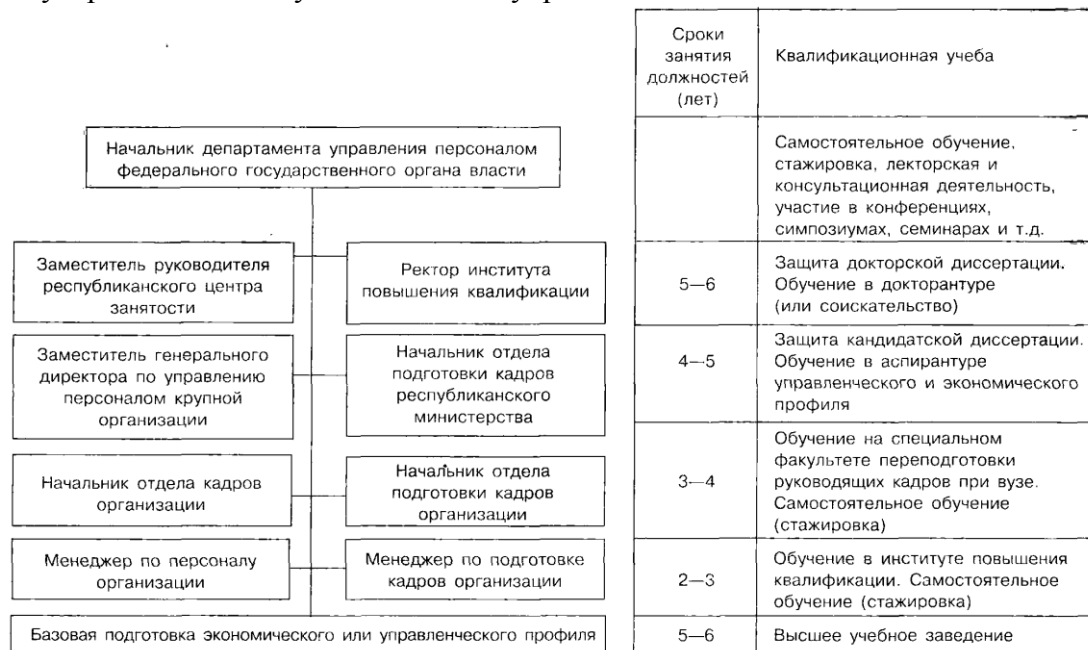 Сроки
занятия
должностей
(лет)
Квалификационная учеба
Начальник департамента управления персоналом
федерального государственного органа власти
Самостоятельное обучение,
стажировка, лекторская и
консультационная деятельность,
участие в конференциях,
симпозиумах, семинарах и т.д.
Заместитель руководителя
республиканского центра
занятости
Ректор института
повышения квалификации
5—6
Защита докторской диссертации.
Обучение в докторантуре
(или соискательство)
Заместитель генерального
директора по управлению
персоналом крупной
организации
Начальник отдела
подготовки кадров
республиканского
министерства
4—5
Защита кандидатской диссертации.
Обучение в аспирантуре
управленческого и экономического
профиля
Начальник отдела кадров
организации
Начальник отдела
подготовки кадров
организации
3—4
Обучение на специальном
факультете переподготовки
руководящих кадров при вузе.
Самостоятельное обучение
(стажировка)
Менеджер по персоналу
организации
Менеджер по подготовке
кадров организации
2—3
Обучение в институте повышения
квалификации. Самостоятельное
обучение (стажировка)
Базовая подготовка экономического или управленческого профиля
5—6
Высшее учебное заведение